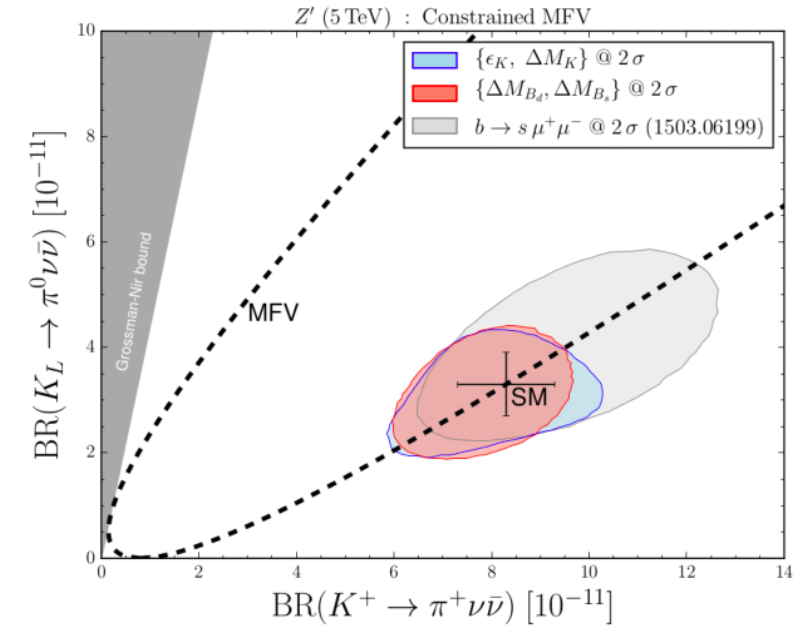 Z′ (5 TeV) : Constrained MFV
{ϵ_K, ΔM_K} @ 2σ
{ΔM_{B_d}, ΔM_{B_s}} @ 2σ
b → s μ⁺μ⁻ @ 2σ (1503.06199)
BR(K_L → π⁰νν̄) [10⁻¹¹]
10
8
6
4
2
0
Grossman-Nir bound
MFV
SM
0 2 4 6 8 10 12 14
BR(K⁺ → π⁺νν̄) [10⁻¹¹]